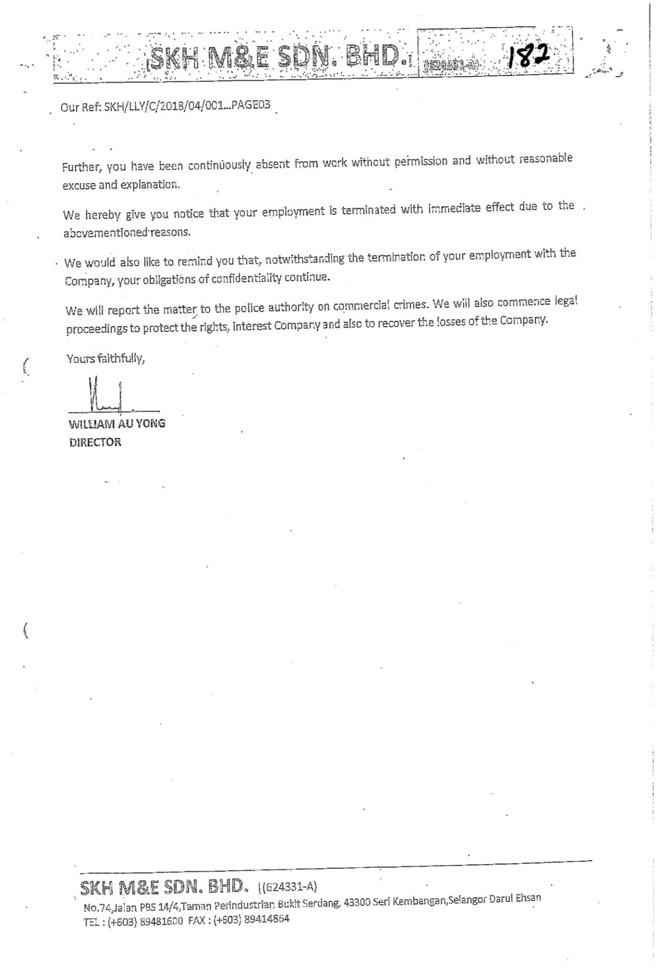 SKH M&E SDN. BHD.
182
Our Ref: SKH/LLY/C/2018/04/001...PAGE03
Further, you have been continuously absent from work without permission and without reasonable
excuse and explanation.
We hereby give you notice that your employment is terminated with immediate effect due to the
abovementioned reasons.
We would also like to remind you that, notwithstanding the termination of your employment with the
Company, your obligations of confidentiality continue.
We will report the matter to the police authority on commercial crimes. We will also commence legal
proceedings to protect the rights, interest Company and also to recover the losses of the Company.
Yours faithfully,
WILLIAM AU YONG
DIRECTOR
SKH M&E SDN. BHD. (624331-A)
No.74,Jalan PBS 14/4,Taman Perindustrian Bukit Serdang, 43300 Seri Kembangan,Selangor Darul Ehsan
TEL : (+603) 89481600 FAX : (+603) 89414864